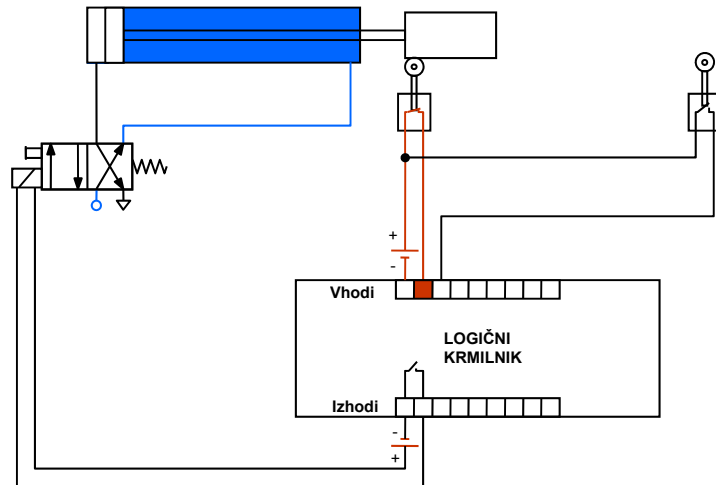 +
-
Vhodi
LOGIČNI
KRMILNIK
Izhodi
-
+